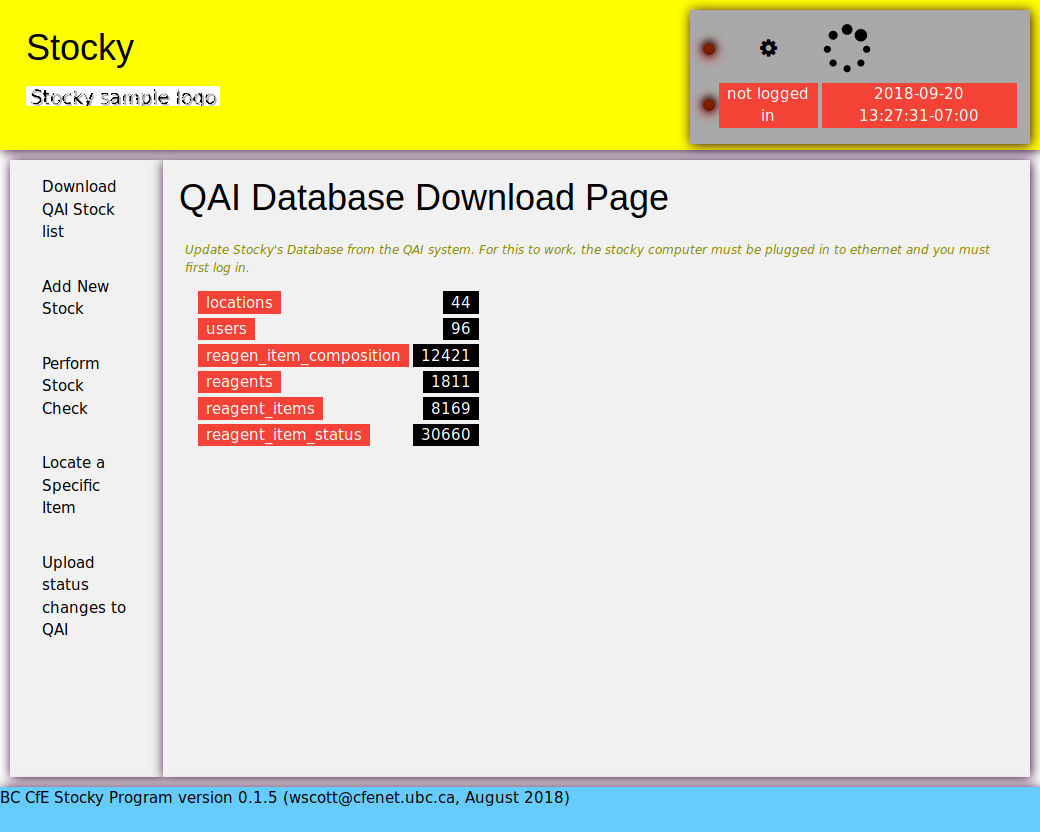 Stocky
Stocky sample logo
not logged
in
2018-09-20
13:27:31-07:00
Download
QAI Stock
list
Add New
Stock
Perform
Stock
Check
Locate a
Specific
Item
Upload
status
changes to
QAI
QAI Database Download Page
Update Stocky's Database from the QAI system. For this to work, the stocky computer must be plugged in to ethernet and you must
first log in.
locations 44
users 96
reagen_item_composition 12421
reagents 1811
reagent_items 8169
reagent_item_status 30660
BC CfE Stocky Program version 0.1.5 (wscott@cfenet.ubc.ca, August 2018)